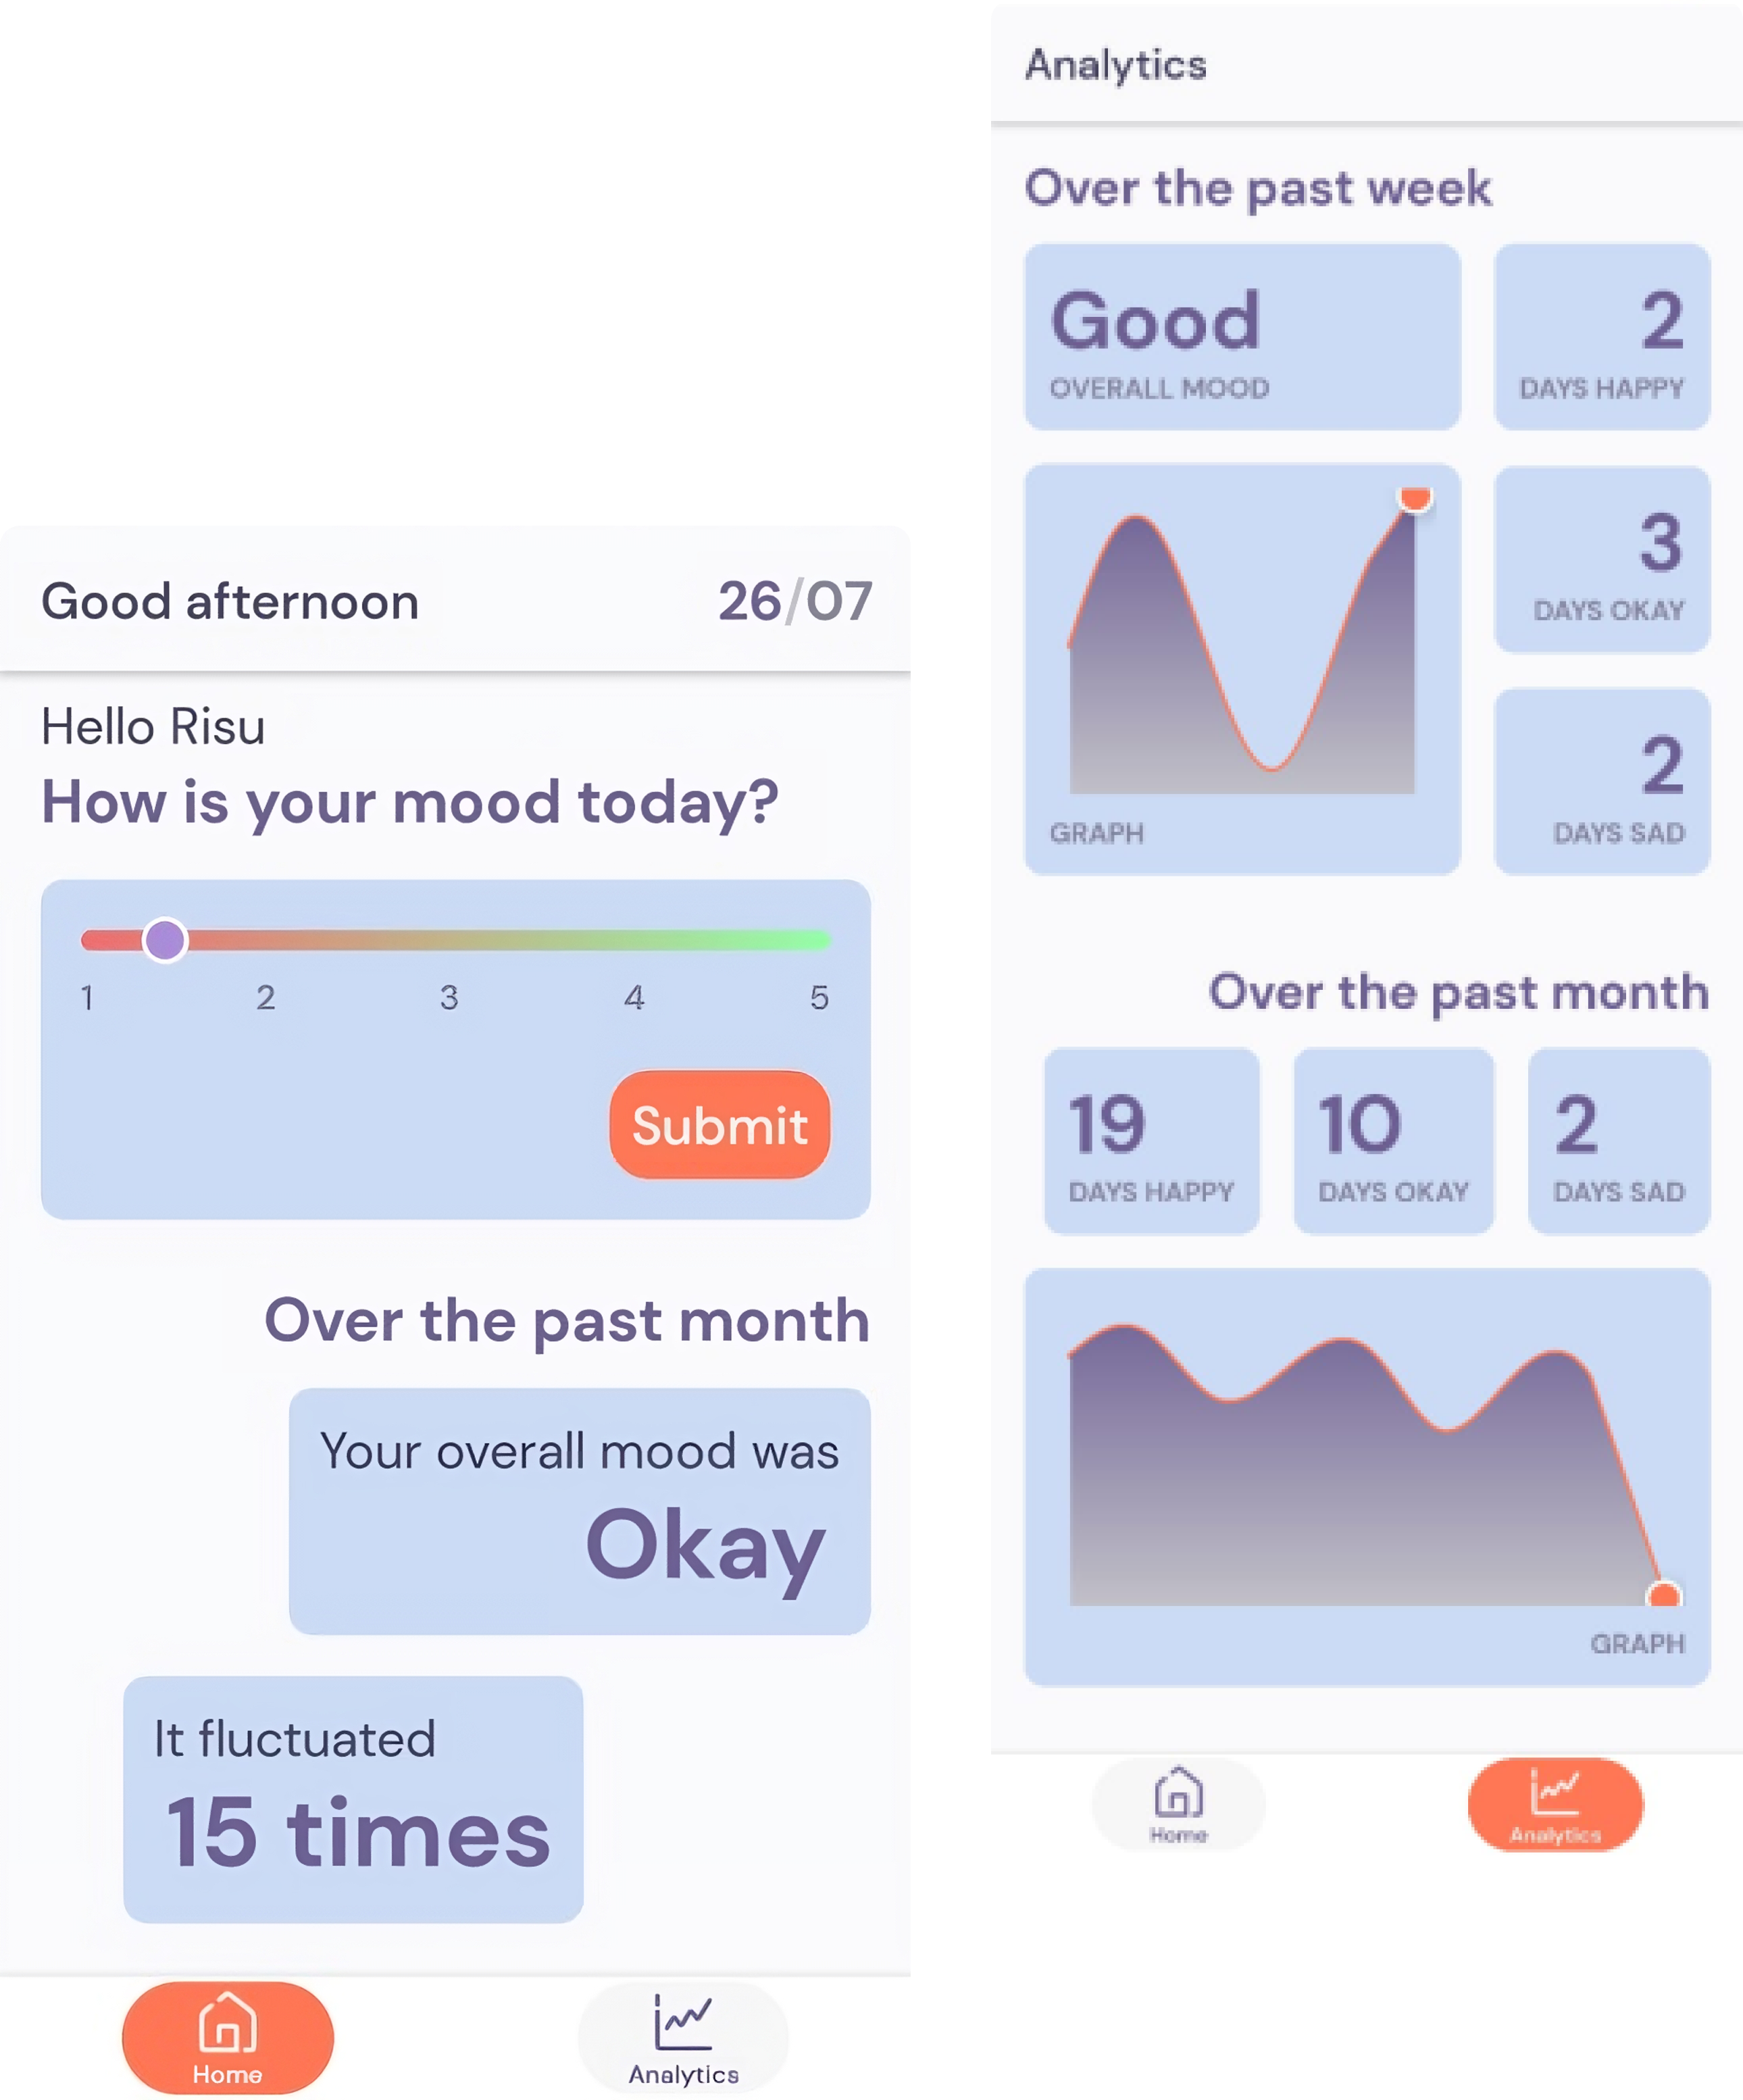 Good afternoon 26/07
Hello Risu
How is your mood today?
1 2 3 4 5
Submit
Over the past month
Your overall mood was
Okay
It fluctuated
15 times
Home Analytics
Analytics
Over the past week
Good
OVERALL MOOD
2
DAYS HAPPY
GRAPH
3
DAYS OKAY
2
DAYS SAD
Over the past month
19 10 2
DAYS HAPPY DAYS OKAY DAYS SAD
GRAPH
Home Analytics